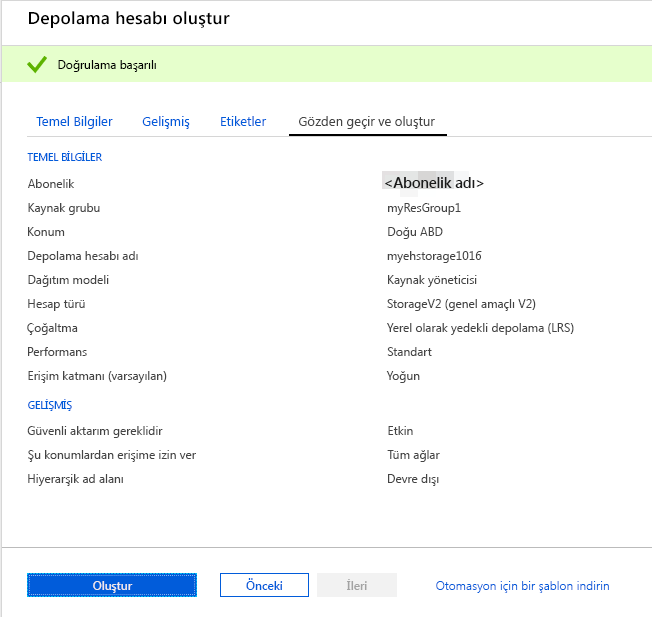 Depolama hesabı oluştur
Doğrulama başarılı
Temel Bilgiler Gelişmiş Etiketler Gözden geçir ve oluştur
TEMEL BİLGİLER
Abonelik <Abonelik adı>
Kaynak grubu myResGroup1
Konum Doğu ABD
Depolama hesabı adı myehstorage1016
Dağıtım modeli Kaynak yöneticisi
Hesap türü StorageV2 (genel amaçlı V2)
Çoğaltma Yerel olarak yedekli depolama (LRS)
Performans Standart
Erişim katmanı (varsayılan) Yoğun
GELİŞMİŞ
Güvenli aktarım gereklidir Etkin
Şu konumlardan erişime izin ver Tüm ağlar
Hiyerarşik ad alanı Devre dışı
Oluştur Önceki İleri Otomasyon için bir şablon indirin